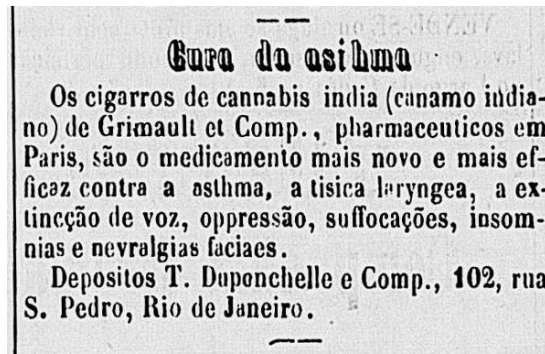 Cura da asthma
Os cigarros de cannabis india (canamo india-
no) de Grimault et Comp., pharmaceuticos em
Paris, são o medicamento mais novo e mais ef-
ficaz contra a asthma, a tisica laryngea, a ex-
tincção de voz, oppressão, suffocações, insom-
nias e nevralgias faciaes.
Depositos T. Duponchelle e Comp., 102, rua
S. Pedro, Rio de Janeiro.